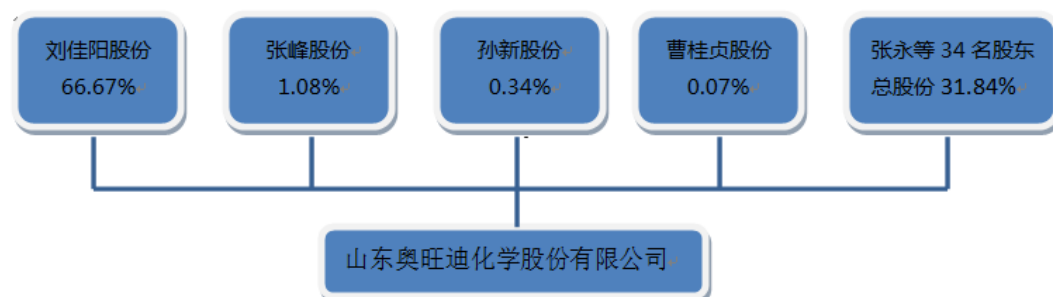 刘佳阳股份
66.67%
张峰股份
1.08%
孙新股份
0.34%
曹桂贞股份
0.07%
张永等 34 名股东
总股份 31.84%
山东奥旺迪化学股份有限公司